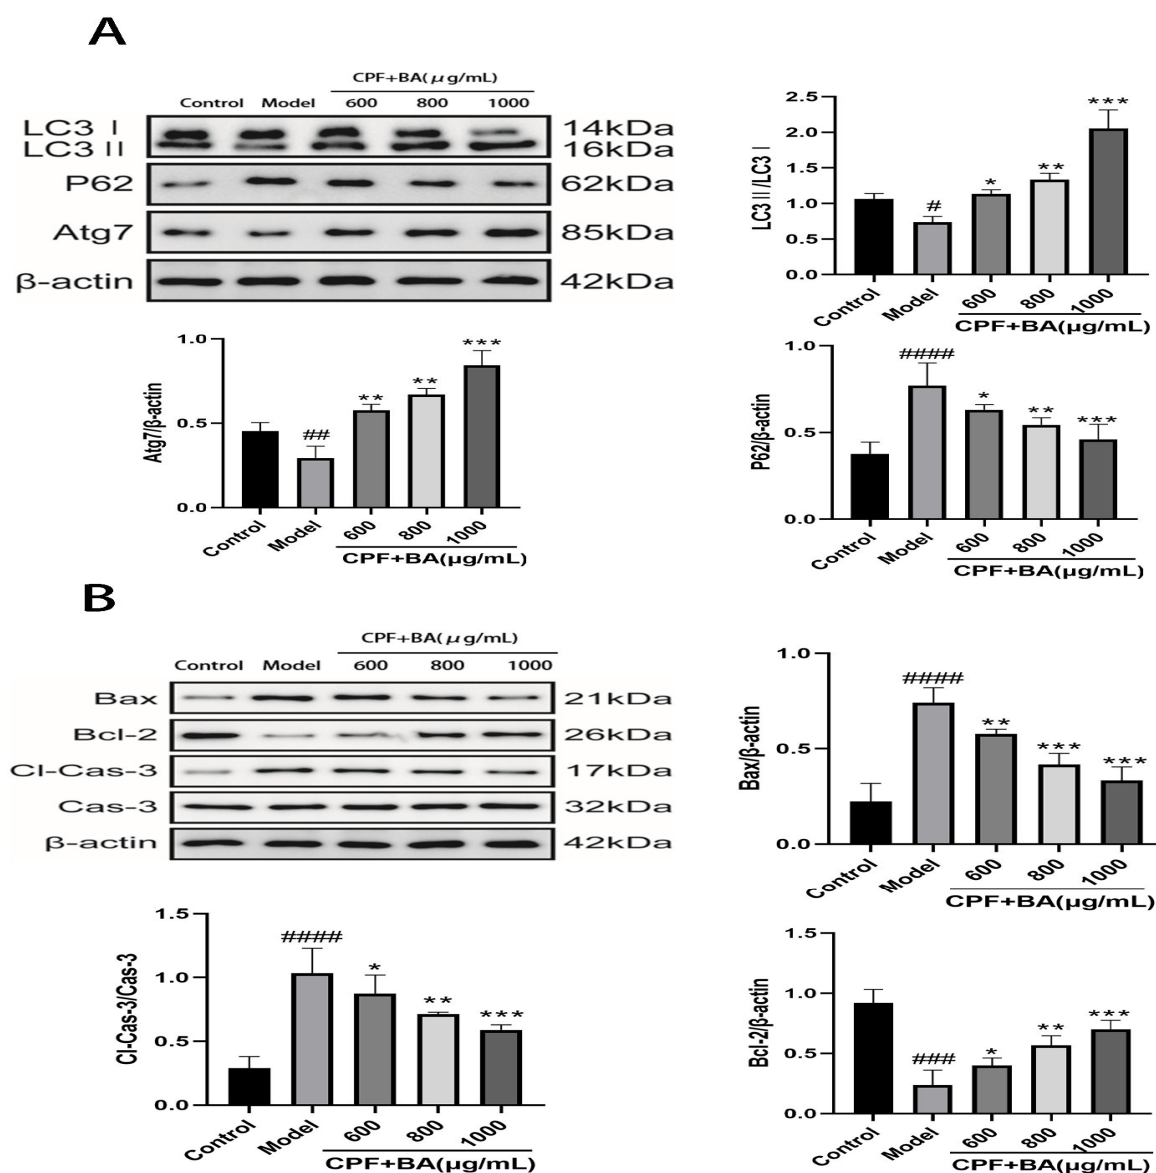 A
CPF+BA(μg/mL)
Control Model 600 800 1000
LC3 Ⅰ 14kDa
LC3 Ⅱ 16kDa
P62 62kDa
Atg7 85kDa
β-actin 42kDa
LC3Ⅱ/LC3Ⅰ
2.5
2.0
1.5
1.0
0.5
0.0
# * ** ***
Control Model 600 800 1000
CPF+BA(μg/mL)
Atg7/β-actin
1.0
0.5
0.0
## ** ** ***
Control Model 600 800 1000
CPF+BA(μg/mL)
P62/β-actin
1.0
0.5
0.0
#### * ** ***
Control Model 600 800 1000
CPF+BA(μg/mL)
B
CPF+BA(μg/mL)
Control Model 600 800 1000
Bax 21kDa
Bcl-2 26kDa
Cl-Cas-3 17kDa
Cas-3 32kDa
β-actin 42kDa
Bax/β-actin
1.0
0.5
0.0
#### ** *** ***
Control Model 600 800 1000
CPF+BA(μg/mL)
Cl-Cas-3/Cas-3
1.5
1.0
0.5
0.0
#### * ** ***
Control Model 600 800 1000
CPF+BA(μg/mL)
Bcl-2/β-actin
1.5
1.0
0.5
0.0
### * ** ***
Control Model 600 800 1000
CPF+BA(μg/mL)